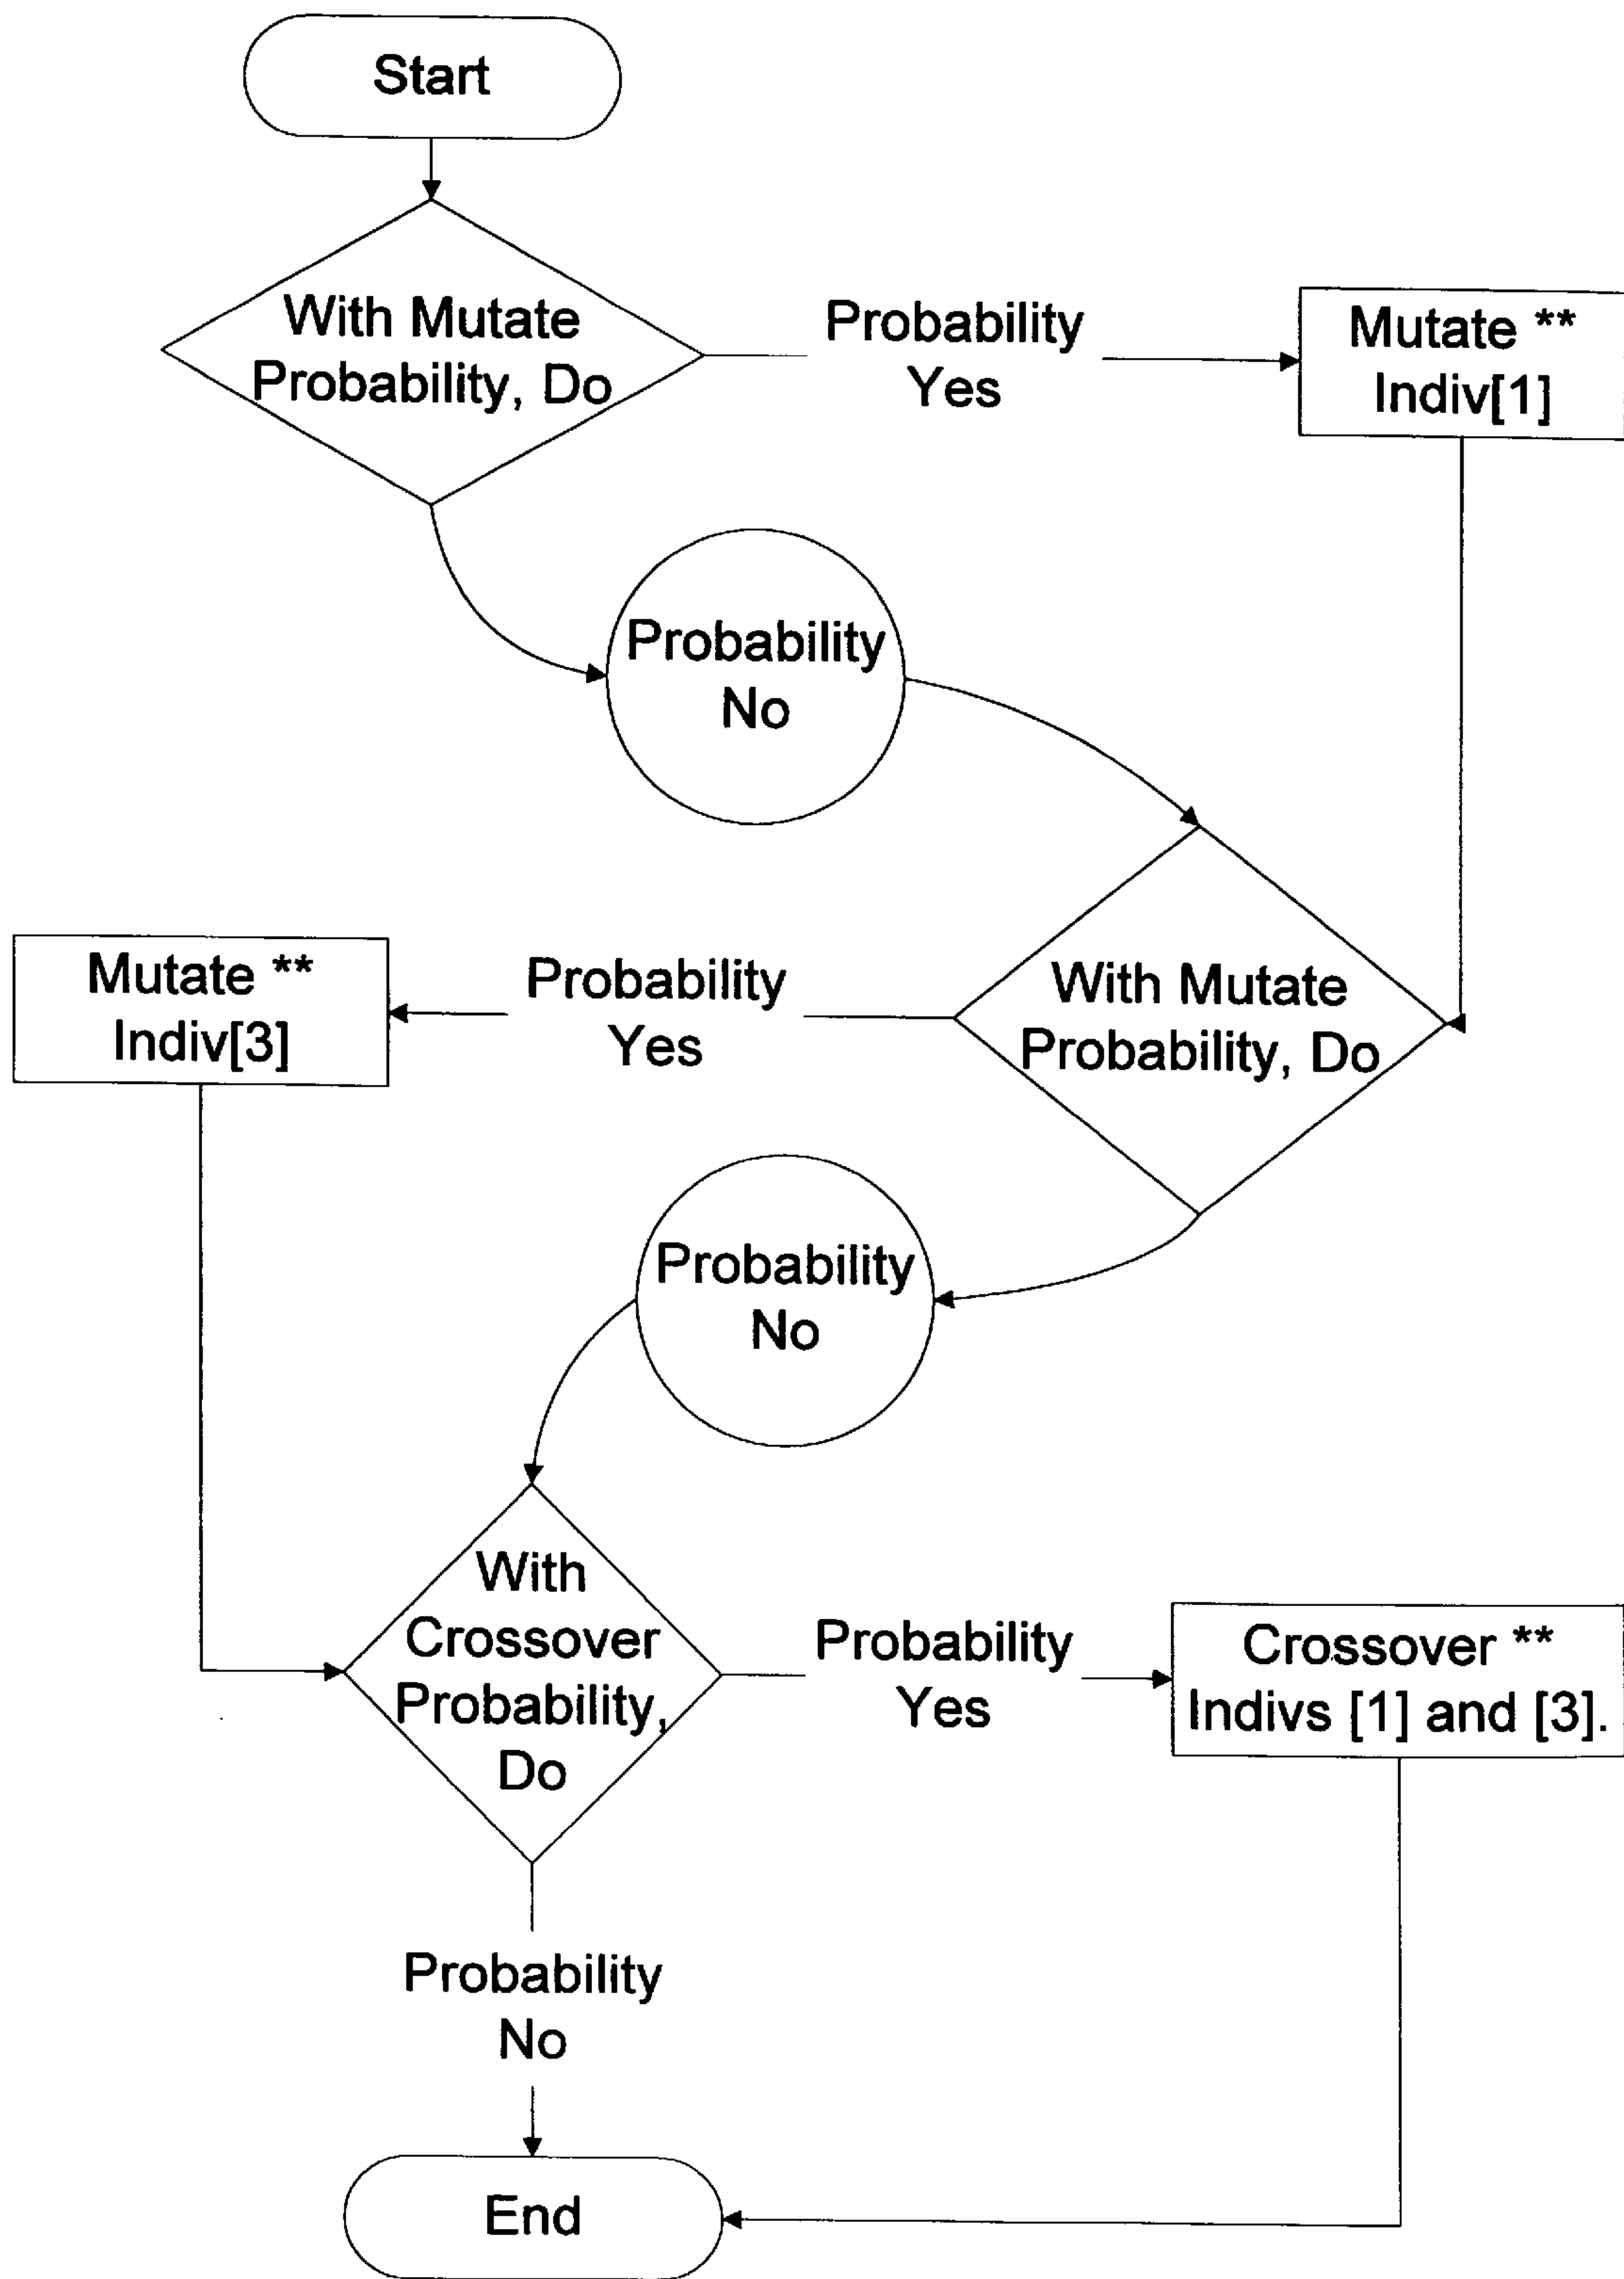 Start
With Mutate
Probability, Do
Probability
Yes
Mutate **
Indiv[1]
Probability
No
With Mutate
Probability, Do
Probability
Yes
Mutate **
Indiv[3]
Probability
No
With
Crossover
Probability,
Do
Probability
Yes
Crossover **
Indivs [1] and [3].
Probability
No
End